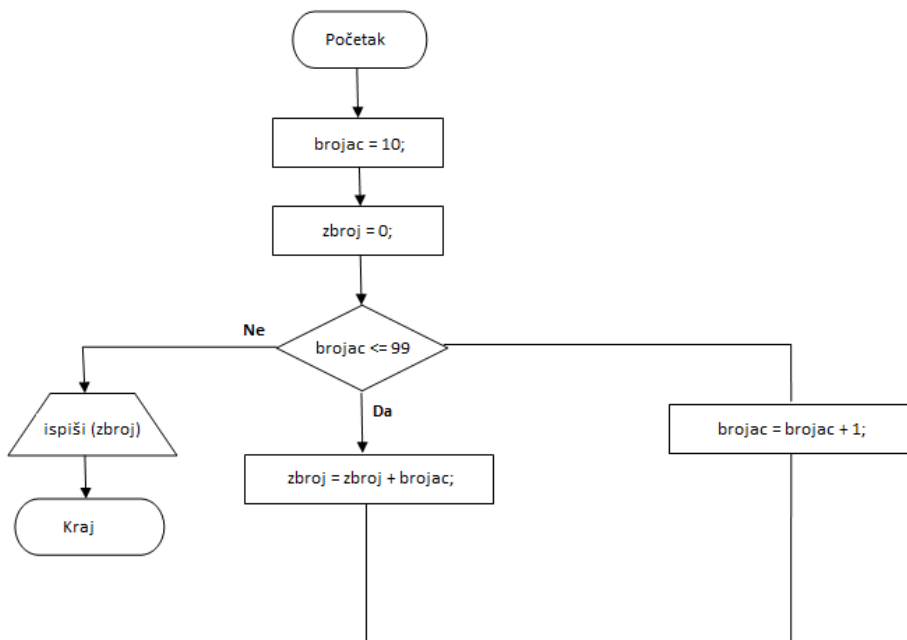 Početak
brojac = 10;
zbroj = 0;
brojac <= 99
Ne
Da
ispiši (zbroj)
zbroj = zbroj + brojac;
brojac = brojac + 1;
Kraj